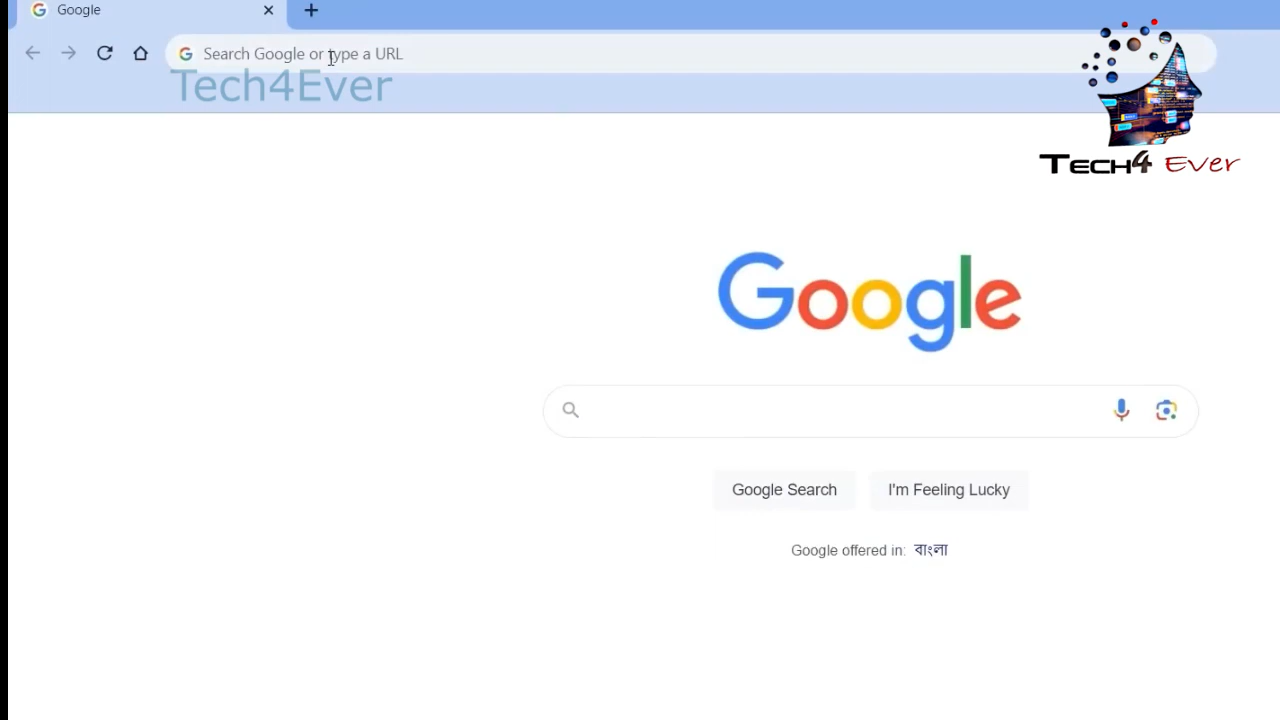 Google
Search Google or type a URL
Tech4Ever
Tech4 Ever
Google
Google Search
I'm Feeling Lucky
Google offered in: বাংলা